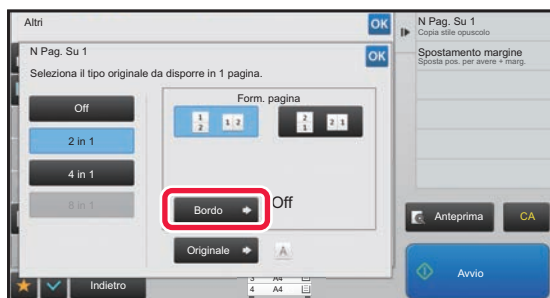 Altri
OK
N Pag. Su 1
OK
Seleziona il tipo originale da disporre in 1 pagina.
Off
2 in 1
4 in 1
8 in 1
Form. pagina
1
2
1 2
2
1
2 1
Bordo
Off
Originale
A
Indietro
3 A4
4 A4
N Pag. Su 1
Copia stile opuscolo
Spostamento margine
Sposta pos. per avere + marg.
Anteprima
CA
Avvio